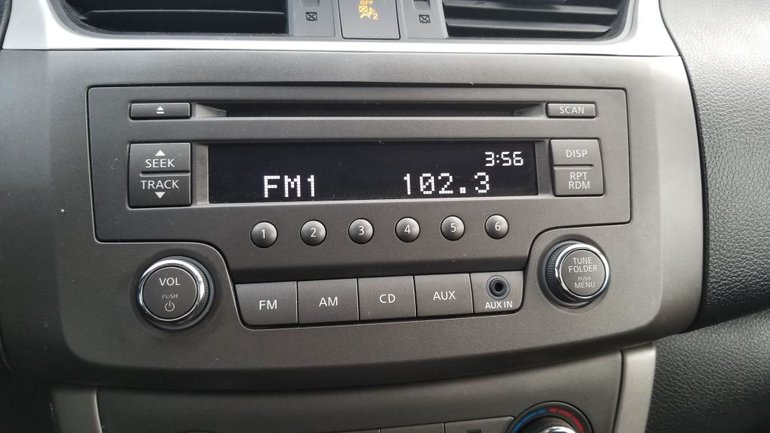 OFF
2
SCAN
SEEK
TRACK
3:56
FM1 102.3
DISP
RPT
RDM
1 2 3 4 5 6
VOL
PUSH
FM AM CD AUX
AUX IN
TUNE
FOLDER
PUSH
MENU